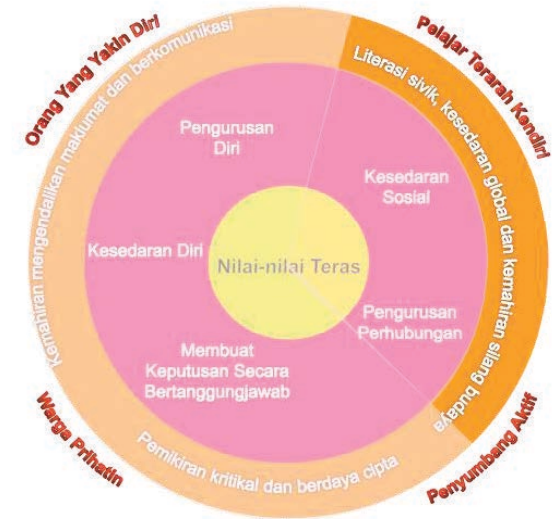 Orang Yang Yakin Diri
Pelajar Terarah Kendiri
Kemahiran mengendalikan maklumat dan berkomunikasi
Literasi sivik, kesedaran global dan kemahiran silang budaya
Pengurusan
Diri
Kesedaran
Sosial
Kesedaran Diri
Nilai-nilai Teras
Pengurusan
Perhubungan
Membuat
Keputusan Secara
Bertanggungjawab
Pemikiran kritikal dan berdaya cipta
Warga Prihatin
Penyumbang Aktif